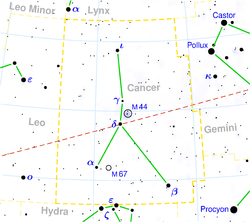 Leo Minor
Lynx
Castor
α
Pollux
ι
ε
Cancer
κ
γ
M 44
δ
Leo
Gemini
α
M 67
ο
β
ε
ζ
Hydra
Procyon